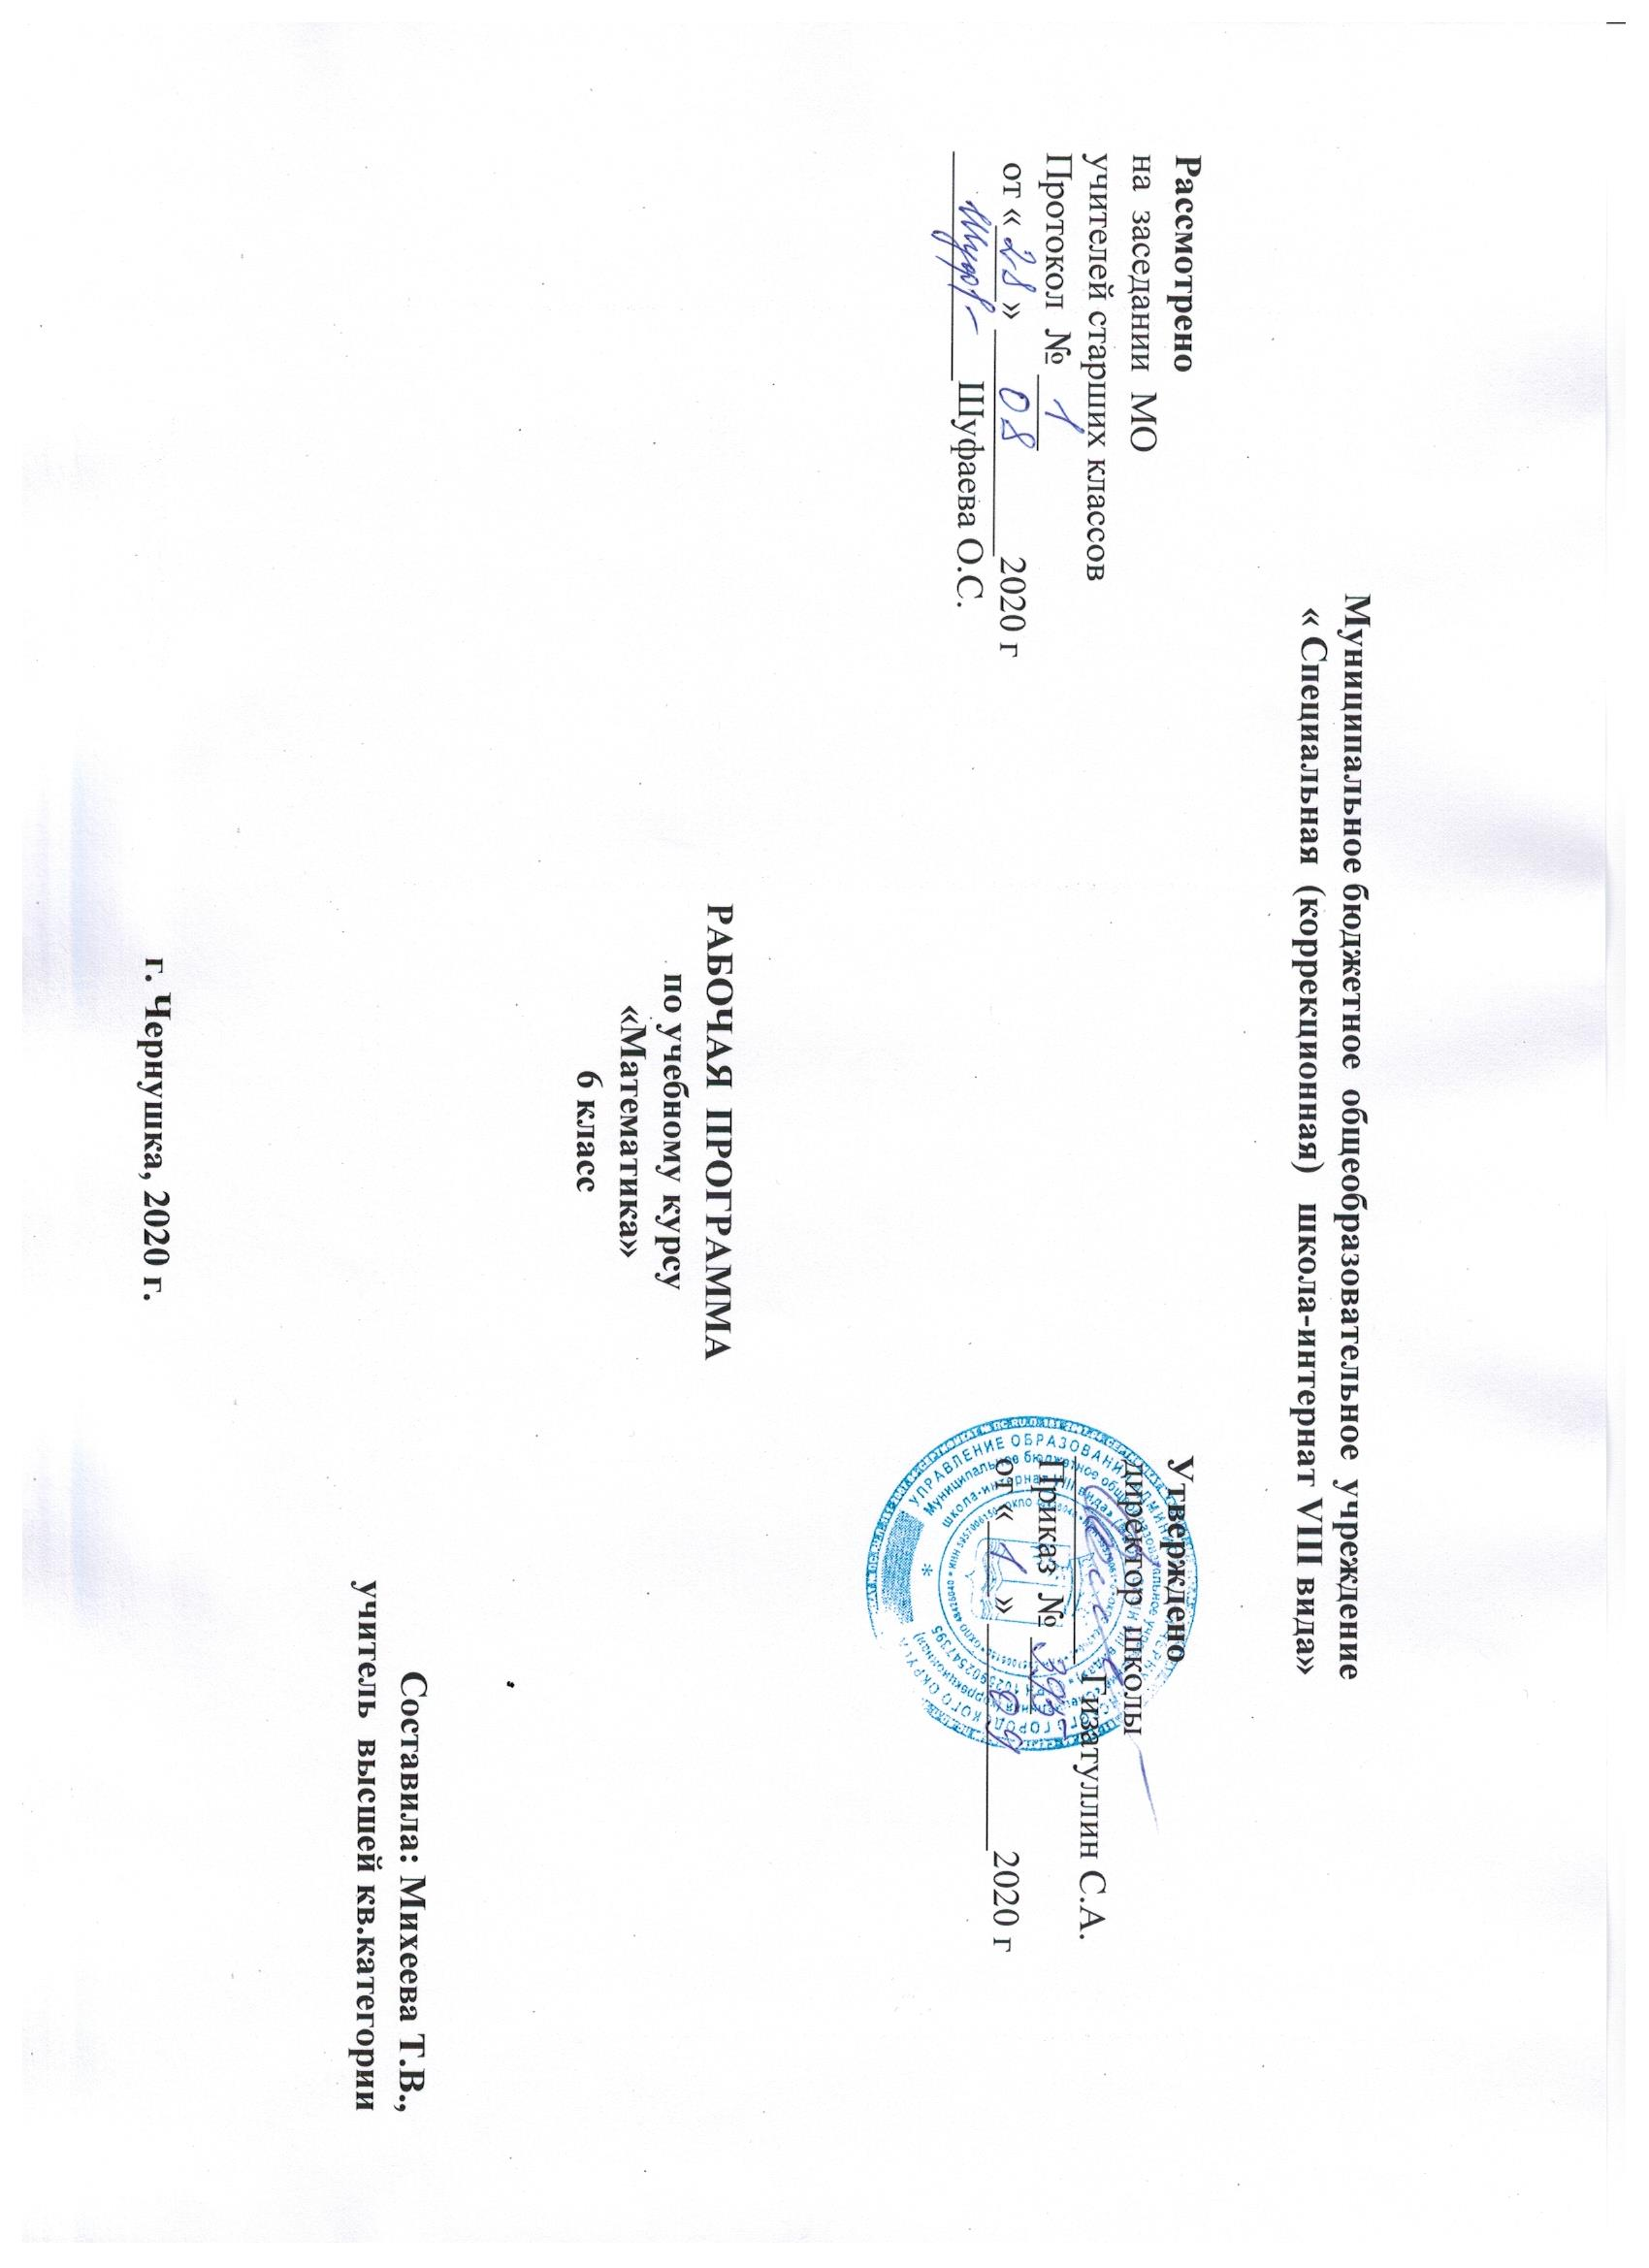 Муниципальное бюджетное общеобразовательное учреждение
« Специальная (коррекционная) школа-интернат VIII вида»
Рассмотрено
на заседании МО
учителей старших классов
Протокол № 1
от « 28 » 08 2020 г
Шуфаева О.С.
Утверждено
директор школы
Гизатуллин С.А.
Приказ №
от « 1 » 09 2020 г
РАБОЧАЯ ПРОГРАММА
по учебному курсу
«Математика»
6 класс
Составила: Михеева Т.В.,
учитель высшей кв.категории
г. Чернушка, 2020 г.